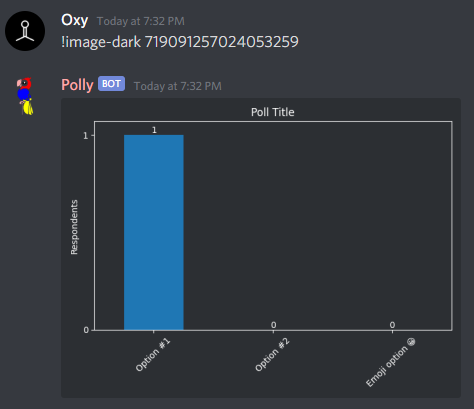 Oxy Today at 7:32 PM
!image-dark 719091257024053259
Polly BOT Today at 7:32 PM
Poll Title
1
1
Respondents
0
0
0
Option #1
Option #2
Emoji option 😀